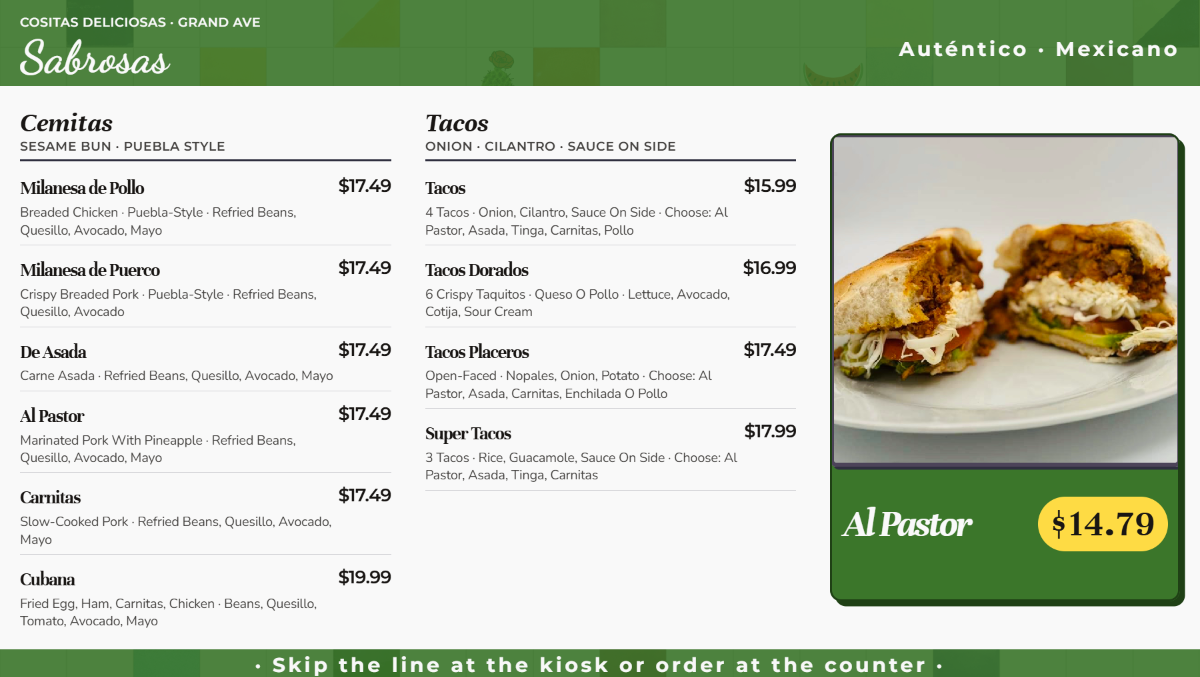 COSITAS DELICIOSAS · GRAND AVE
Sabrosas
Auténtico · Mexicano
Cemitas
SESAME BUN · PUEBLA STYLE
Milanesa de Pollo $17.49
Breaded Chicken · Puebla-Style · Refried Beans,
Quesillo, Avocado, Mayo
Milanesa de Puerco $17.49
Crispy Breaded Pork · Puebla-Style · Refried Beans,
Quesillo, Avocado
De Asada $17.49
Carne Asada · Refried Beans, Quesillo, Avocado, Mayo
Al Pastor $17.49
Marinated Pork With Pineapple · Refried Beans,
Quesillo, Avocado, Mayo
Carnitas $17.49
Slow-Cooked Pork · Refried Beans, Quesillo, Avocado,
Mayo
Cubana $19.99
Fried Egg, Ham, Carnitas, Chicken · Beans, Quesillo,
Tomato, Avocado, Mayo
Tacos
ONION · CILANTRO · SAUCE ON SIDE
Tacos $15.99
4 Tacos · Onion, Cilantro, Sauce On Side · Choose: Al
Pastor, Asada, Tinga, Carnitas, Pollo
Tacos Dorados $16.99
6 Crispy Taquitos · Queso O Pollo · Lettuce, Avocado,
Cotija, Sour Cream
Tacos Placeros $17.49
Open-Faced · Nopales, Onion, Potato · Choose: Al
Pastor, Asada, Carnitas, Enchilada O Pollo
Super Tacos $17.99
3 Tacos · Rice, Guacamole, Sauce On Side · Choose: Al
Pastor, Asada, Tinga, Carnitas
Al Pastor $14.79
· Skip the line at the kiosk or order at the counter ·